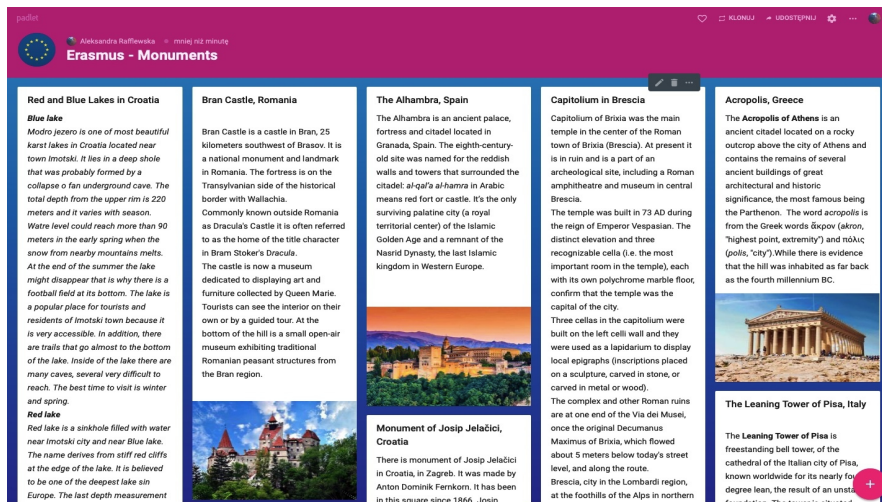 padlet
KLONUJ
UDOSTĘPNIJ
Aleksandra Rafflewska
mniej niż minutę
Erasmus - Monuments
Red and Blue Lakes in Croatia
Blue lake
Modro jezero is one of most beautiful
karst lakes in Croatia located near
town Imotski. It lies in a deep shole
that was probably formed by a
collapse o fan underground cave. The
total depth from the upper rim is 220
meters and it varies with season.
Watre level could reach more than 90
meters in the early spring when the
snow from nearby mountains melts.
At the end of the summer the lake
might disappear that is why there is a
football field at its bottom. The lake is
a popular place for tourists and
residents of Imotski town because it
is very accessible. In addition, there
are trails that go almost to the bottom
of the lake. Inside of the lake there are
many caves, several very difficult to
reach. The best time to visit is winter
and spring.
Red lake
Red lake is a sinkhole filled with water
near Imotski city and near Blue lake.
The name derives from stiff red cliffs
at the edge of the lake. It is believed
to be one of the deepest lake sin
Europe. The last depth measurement
Bran Castle, Romania
Bran Castle is a castle in Bran, 25
kilometers southwest of Brasov. It is
a national monument and landmark
in Romania. The fortress is on the
Transylvanian side of the historical
border with Wallachia.
Commonly known outside Romania
as Dracula's Castle it is often referred
to as the home of the title character
in Bram Stoker's Dracula.
The castle is now a museum
dedicated to displaying art and
furniture collected by Queen Marie.
Tourists can see the interior on their
own or by a guided tour. At the
bottom of the hill is a small open-air
museum exhibiting traditional
Romanian peasant structures from
the Bran region.
The Alhambra, Spain
The Alhambra is an ancient palace,
fortress and citadel located in
Granada, Spain. The eighth-century-
old site was named for the reddish
walls and towers that surrounded the
citadel: al-qal'a al-hamra in Arabic
means red fort or castle. It's the only
surviving palatine city (a royal
territorial center) of the Islamic
Golden Age and a remnant of the
Nasrid Dynasty, the last Islamic
kingdom in Western Europe.
Monument of Josip Jelačići,
Croatia
There is monument of Josip Jelačići
in Croatia, in Zagreb. It was made by
Anton Dominik Fernkorn. It has been
in this square since 1866. Josip
Capitolium in Brescia
Capitolium of Brixia was the main
temple in the center of the Roman
town of Brixia (Brescia). At present it
is in ruin and is a part of an
archeological site, including a Roman
amphitheatre and museum in central
Brescia.
The temple was built in 73 AD during
the reign of Emperor Vespasian. The
distinct elevation and three
recognizable cella (i.e. the most
important room in the temple), each
with its own polychrome marble floor,
confirm that the temple was the
capital of the city.
Three cellas in the capitolium were
built on the left celli wall and they
were used as a lapidarium to display
local epigraphs (inscriptions placed
on a sculpture, carved in stone, or
carved in metal or wood).
The complex and other Roman ruins
are at one end of the Via dei Musei,
once the original Decumanus
Maximus of Brixia, which flowed
about 5 meters below today's street
level, and along the route.
Brescia, city in the Lombardi region,
at the foothills of the Alps in northern
Acropolis, Greece
The Acropolis of Athens is an
ancient citadel located on a rocky
outcrop above the city of Athens and
contains the remains of several
ancient buildings of great
architectural and historic
significance, the most famous being
the Parthenon. The word acropolis is
from the Greek words ἄκρον (akron,
"highest point, extremity") and πόλις
(polis, "city").While there is evidence
that the hill was inhabited as far back
as the fourth millennium BC.
The Leaning Tower of Pisa, Italy
The Leaning Tower of Pisa is
freestanding bell tower, of the
cathedral of the Italian city of Pisa,
known worldwide for its nearly
degree lean, the result of an